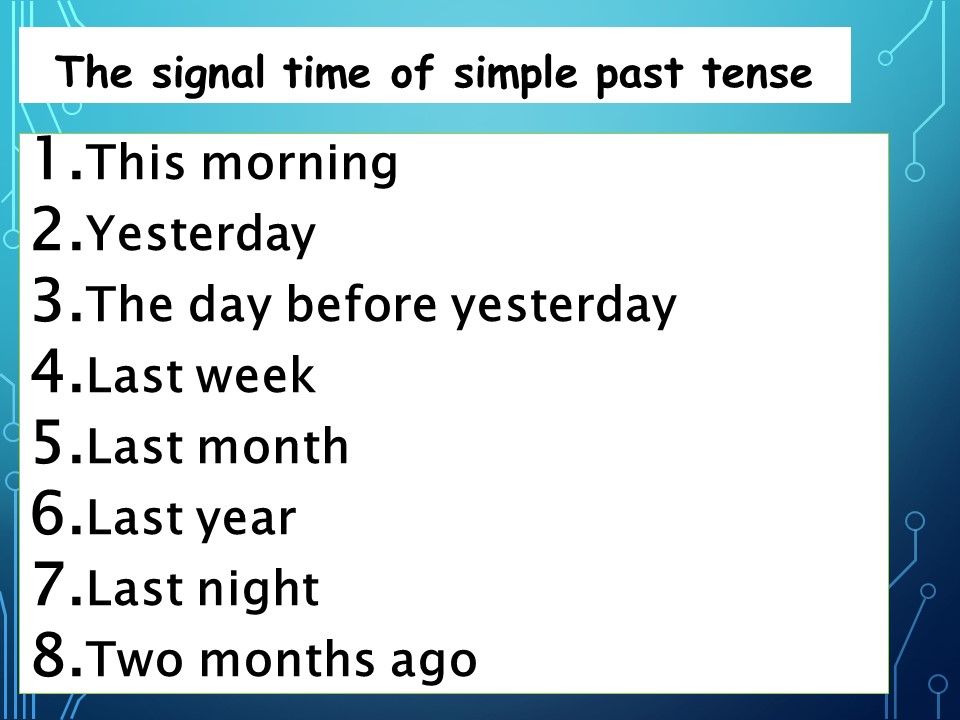 The signal time of simple past tense
1. This morning
2. Yesterday
3. The day before yesterday
4. Last week
5. Last month
6. Last year
7. Last night
8. Two months ago